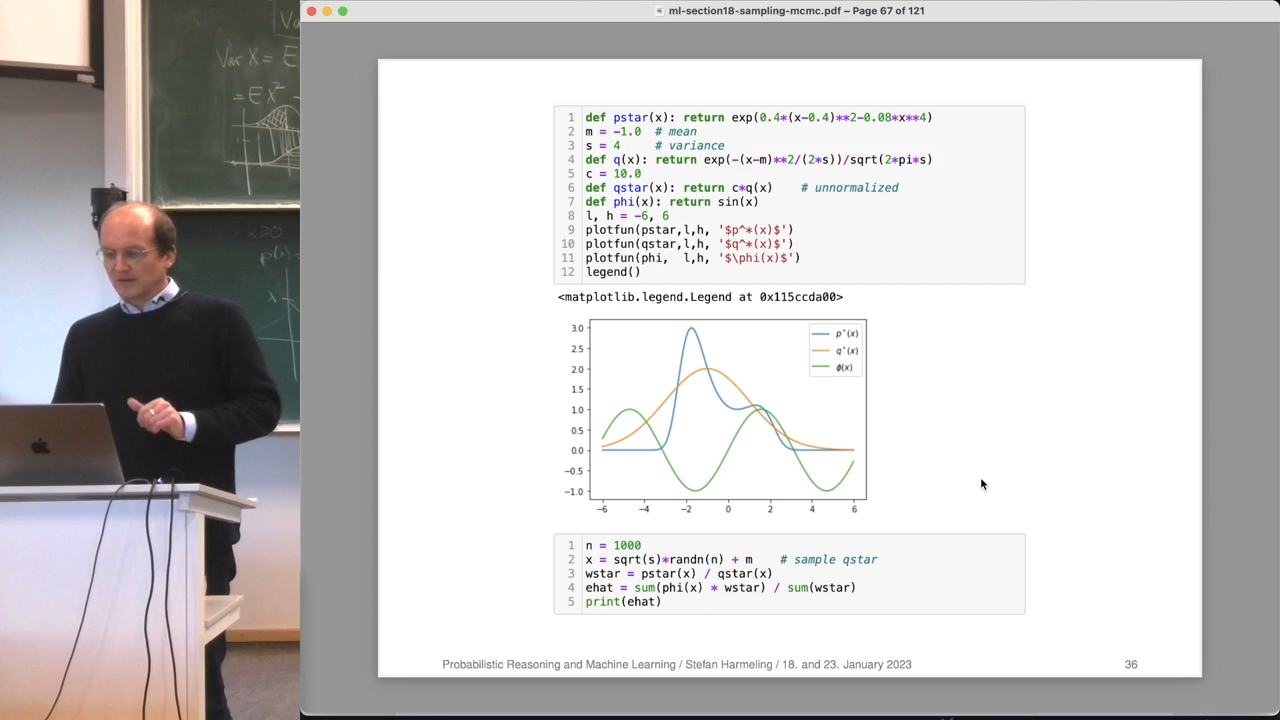 Var X = E
= EX² -
x≥0
p(x)
ml-section18-sampling-mcmc.pdf – Page 67 of 121
1 def pstar(x): return exp(0.4*(x-0.4)**2-0.08*x**4)
2 m = -1.0  # mean
3 s = 4     # variance
4 def q(x): return exp(-(x-m)**2/(2*s))/sqrt(2*pi*s)
5 c = 10.0
6 def qstar(x): return c*q(x)    # unnormalized
7 def phi(x): return sin(x)
8 l, h = -6, 6
9 plotfun(pstar,l,h, '$p^*(x)$')
10 plotfun(qstar,l,h, '$q^*(x)$')
11 plotfun(phi,  l,h, '$\phi(x)$')
12 legend()
<matplotlib.legend.Legend at 0x115ccda00>
3.0
2.5
2.0
1.5
1.0
0.5
0.0
−0.5
−1.0
−6 −4 −2 0 2 4 6
p*(x)
q*(x)
ϕ(x)
1 n = 1000
2 x = sqrt(s)*randn(n) + m    # sample qstar
3 wstar = pstar(x) / qstar(x)
4 ehat = sum(phi(x) * wstar) / sum(wstar)
5 print(ehat)
Probabilistic Reasoning and Machine Learning / Stefan Harmeling / 18. and 23. January 2023 36